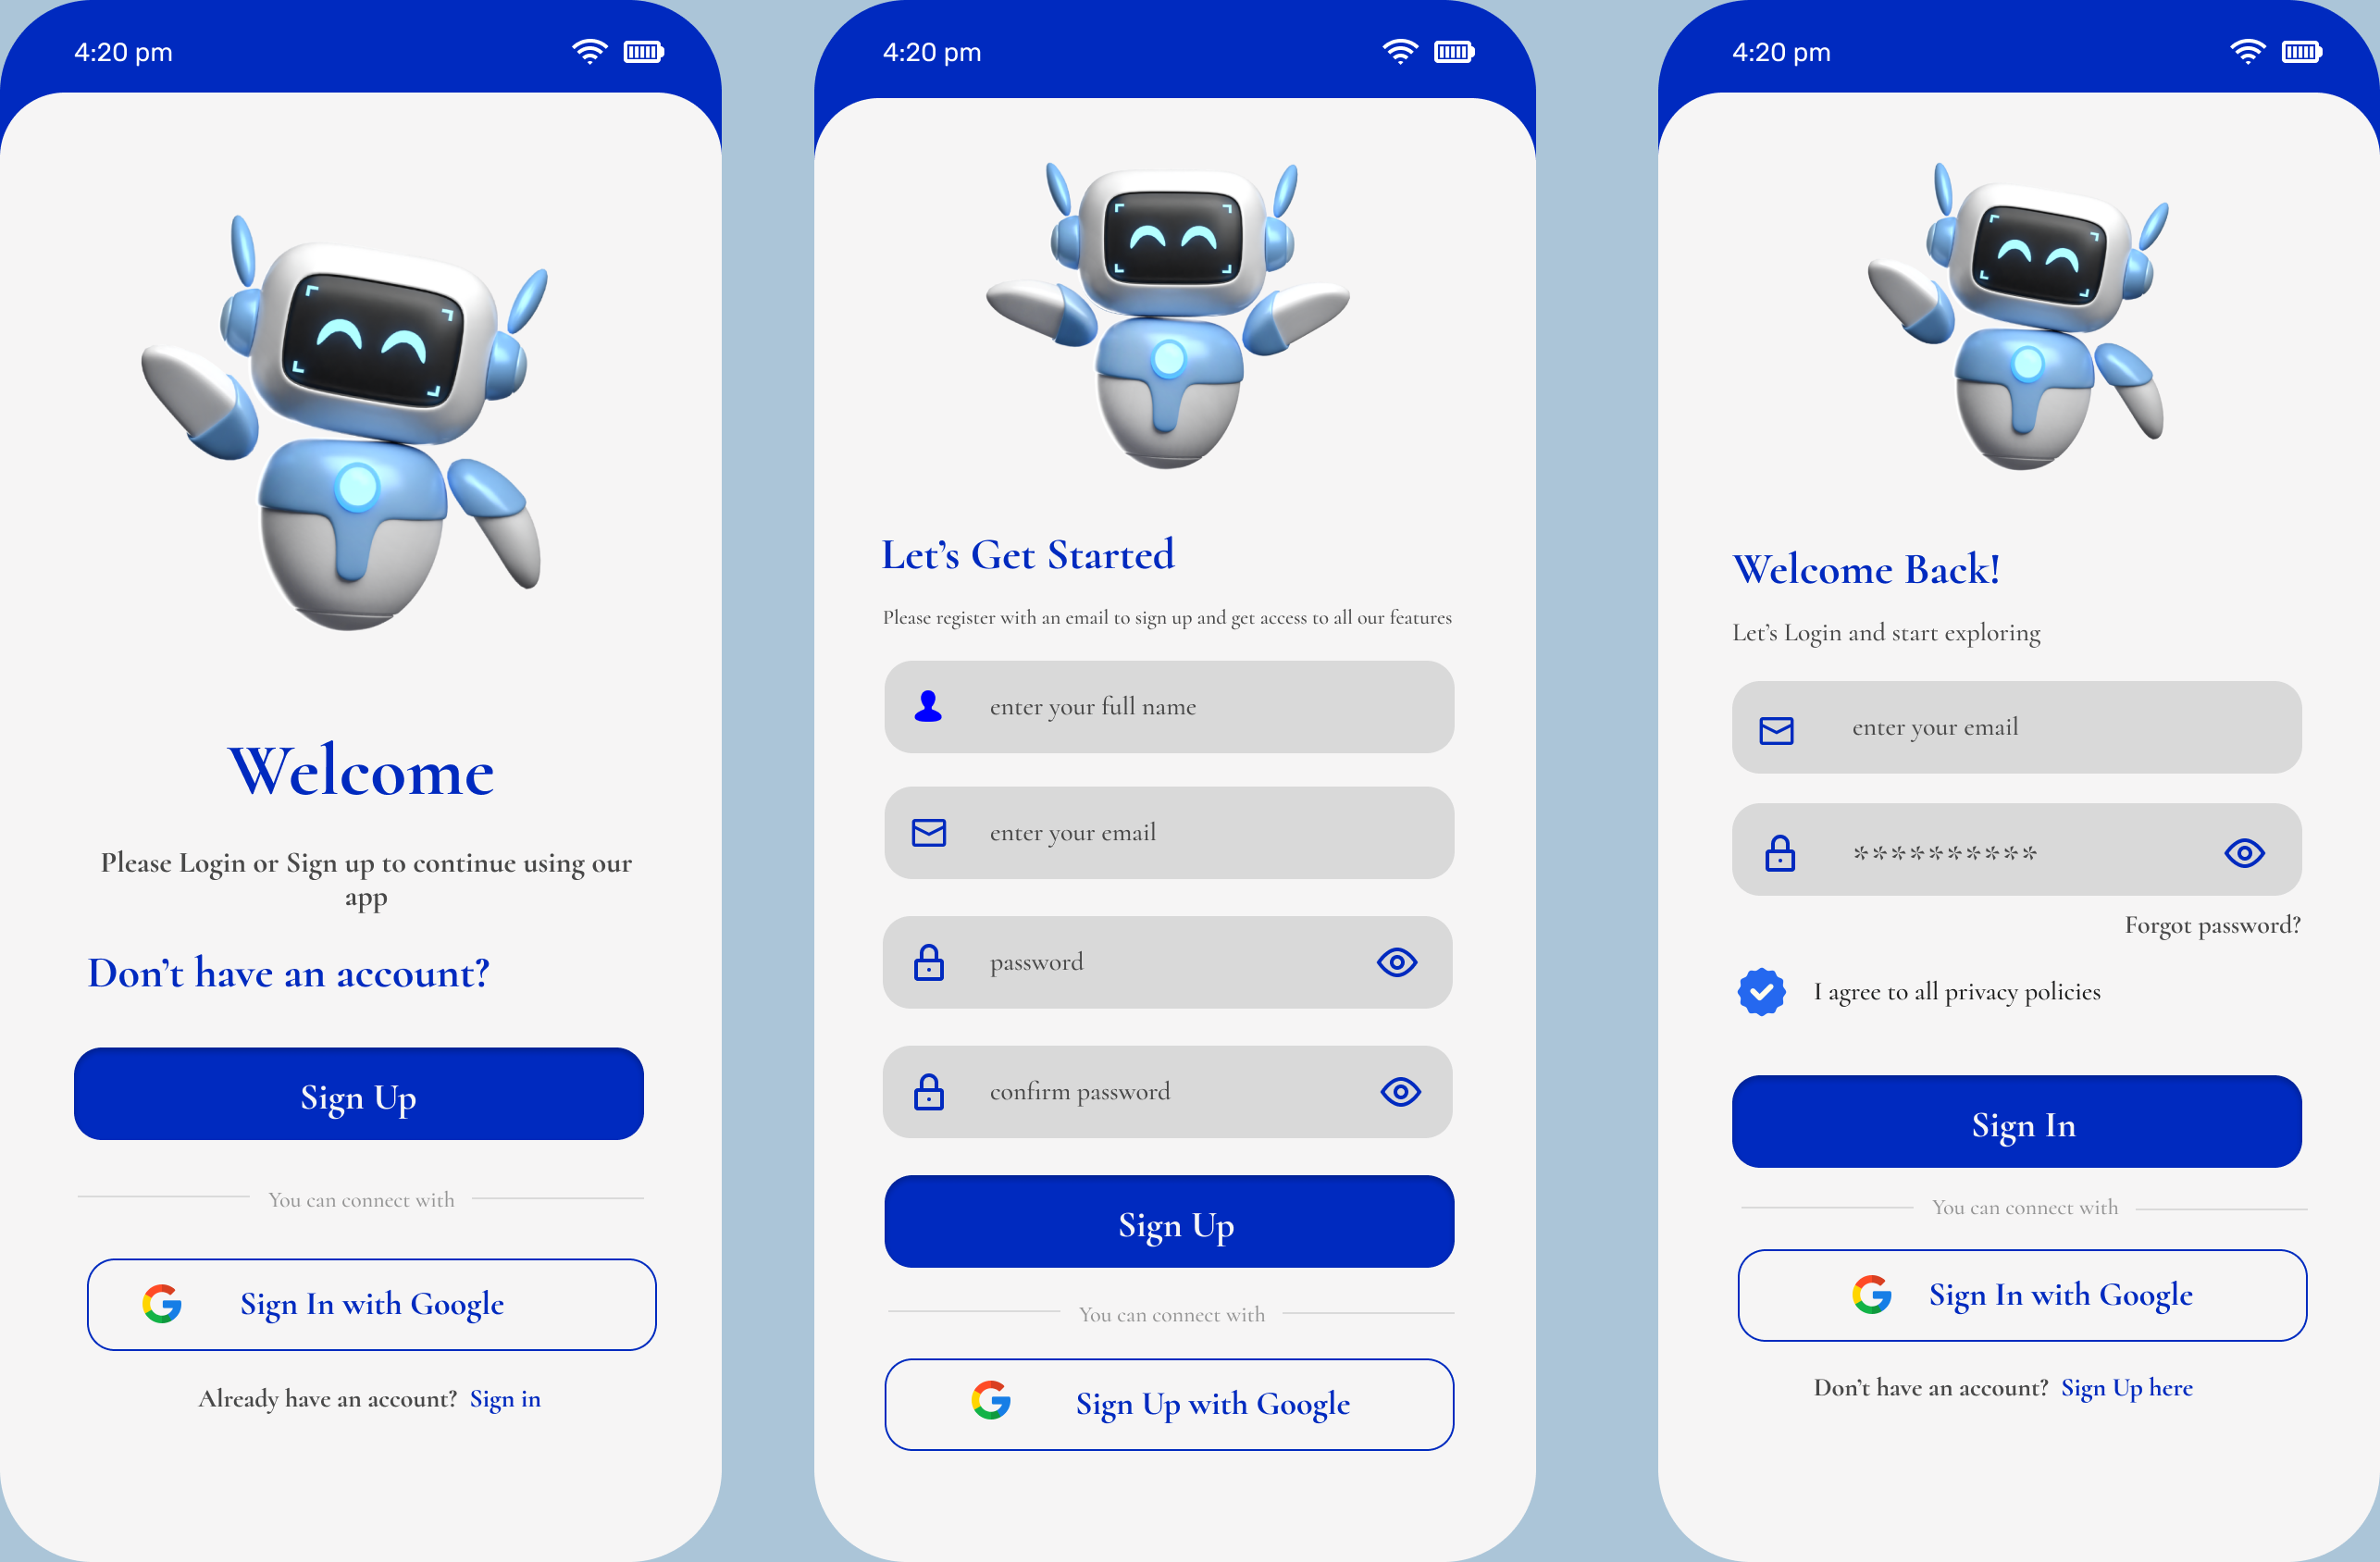 4:20 pm
Welcome
Please Login or Sign up to continue using our
app
Don’t have an account?
Sign Up
You can connect with
Sign In with Google
Already have an account? Sign in
4:20 pm
Let’s Get Started
Please register with an email to sign up and get access to all our features
enter your full name
enter your email
password
confirm password
Sign Up
You can connect with
Sign Up with Google
4:20 pm
Welcome Back!
Let’s Login and start exploring
enter your email
**********
Forgot password?
I agree to all privacy policies
Sign In
You can connect with
Sign In with Google
Don’t have an account? Sign Up here